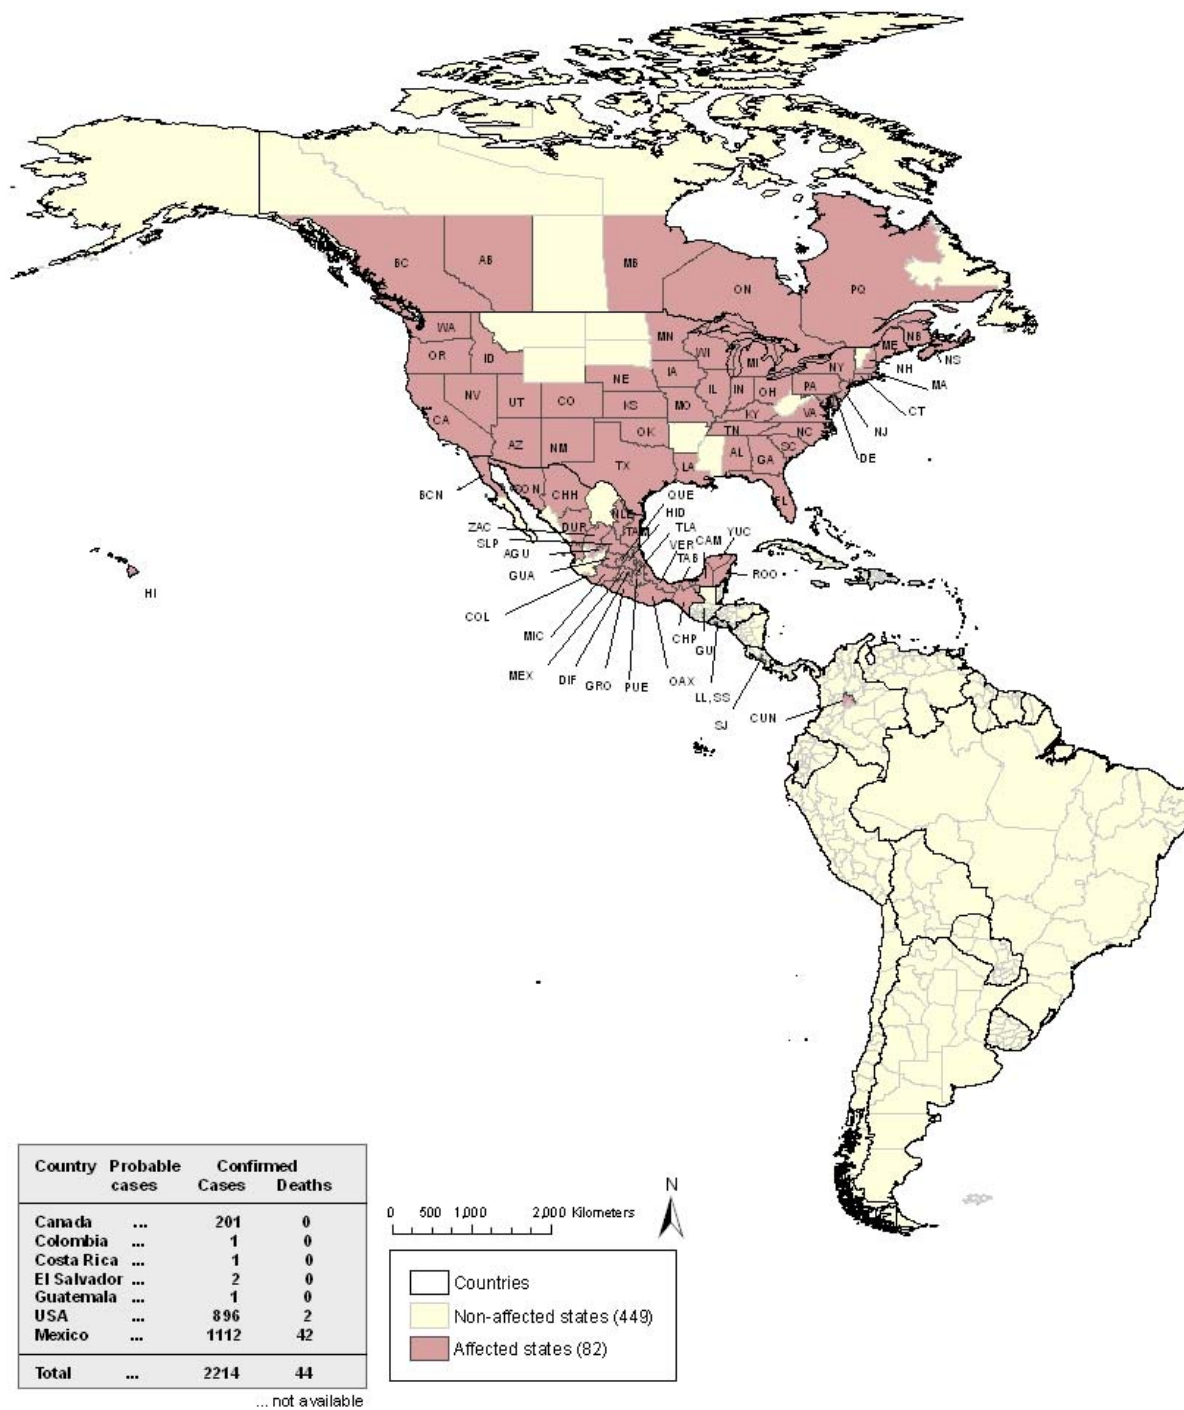 BC
AB
MB
ON
PQ
WA
MN
ME
NB
OR
ID
WI
MI
NY
NS
NH
IA
MA
NE
PA
NV
IL
IN
OH
UT
CO
CT
KS
MO
KY
VA
CA
NJ
TN
NC
OK
AZ
NM
SC
AL
GA
DE
TX
LA
BCN
SON
CHH
QUE
FL
NLE
HID
ZAC
DUR
TAM
TLA
YUC
SLP
VER
CAM
AGU
TAB
ROO
GUA
HI
COL
MIC
CHP
GU
MEX
DIF
GRO
PUE
OAX
LL,SS
SJ
CUN
Country Probable Confirmed
cases Cases Deaths
Canada ... 201 0
Colombia ... 1 0
Costa Rica ... 1 0
El Salvador ... 2 0
Guatemala ... 1 0
USA ... 896 2
Mexico ... 1112 42
Total ... 2214 44
... not available
N
0 500 1,000 2,000 Kilometers
Countries
Non-affected states (449)
Affected states (82)